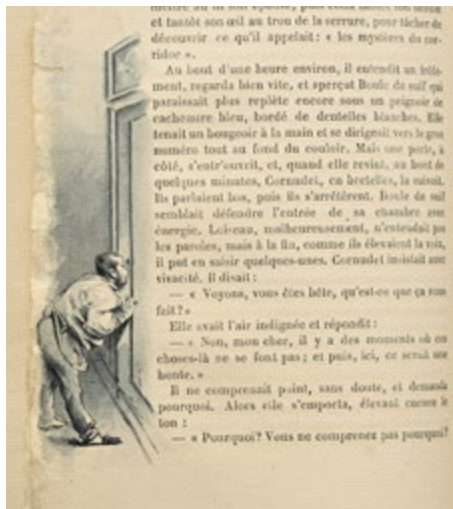 et tantôt son œil au trou de la serrure, pour tâcher de
découvrir ce qu'il appelait : « les mystères du cor-
ridor ».
Au bout d'une heure environ, il entendit un frôle-
ment, regarda bien vite, et aperçut Boule de suif qui
paraissait plus replète encore sous un peignoir de
cachemire bleu, bordé de dentelles blanches. Elle
tenait un bougeoir à la main et se dirigeait vers le gros
numéro tout au fond du couloir. Mais une porte, à
côté, s'entr'ouvrit, et, quand elle revint, au bout de
quelques minutes, Cornudet, en bretelles, la suivait.
Ils parlaient bas, puis ils s'arrêtèrent. Boule de suif
semblait défendre l'entrée de sa chambre avec
énergie. Loiseau, malheureusement, n'entendait pas
les paroles, mais à la fin, comme ils élevaient la voix,
il put en saisir quelques-unes. Cornudet insistait avec
vivacité. Il disait :
— « Voyons, vous êtes bête, qu'est-ce que ça vous
fait ? »
Elle avait l'air indignée et répondit :
— « Non, mon cher, il y a des moments où ces
choses-là ne se font pas ; et puis, ici, ce serait une
honte. »
Il ne comprenait point, sans doute, et demanda
pourquoi. Alors elle s'emporta, élevant encore le
ton :
— « Pourquoi ? Vous ne comprenez pas pourquoi ?